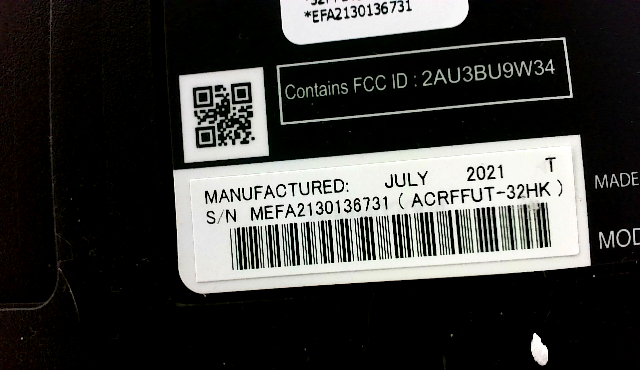 *EFA2130136731
Contains FCC ID : 2AU3BU9W34
MANUFACTURED: JULY 2021 T
S/N MEFA2130136731 ( ACRFFUT-32HK )
MADE
MOD